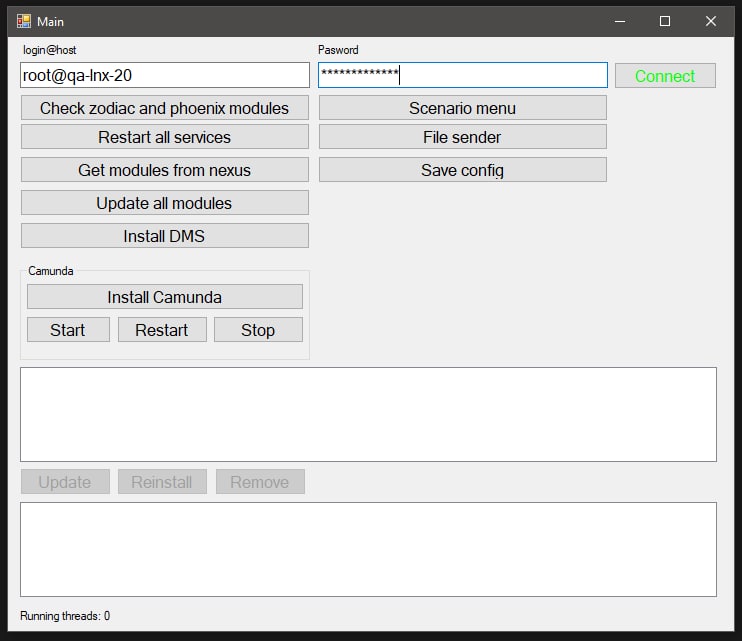 Main
login@host
Pasword
root@qa-lnx-20
*************
Connect
Check zodiac and phoenix modules
Scenario menu
Restart all services
File sender
Get modules from nexus
Save config
Update all modules
Install DMS
Camunda
Install Camunda
Start
Restart
Stop
Update
Reinstall
Remove
Running threads: 0